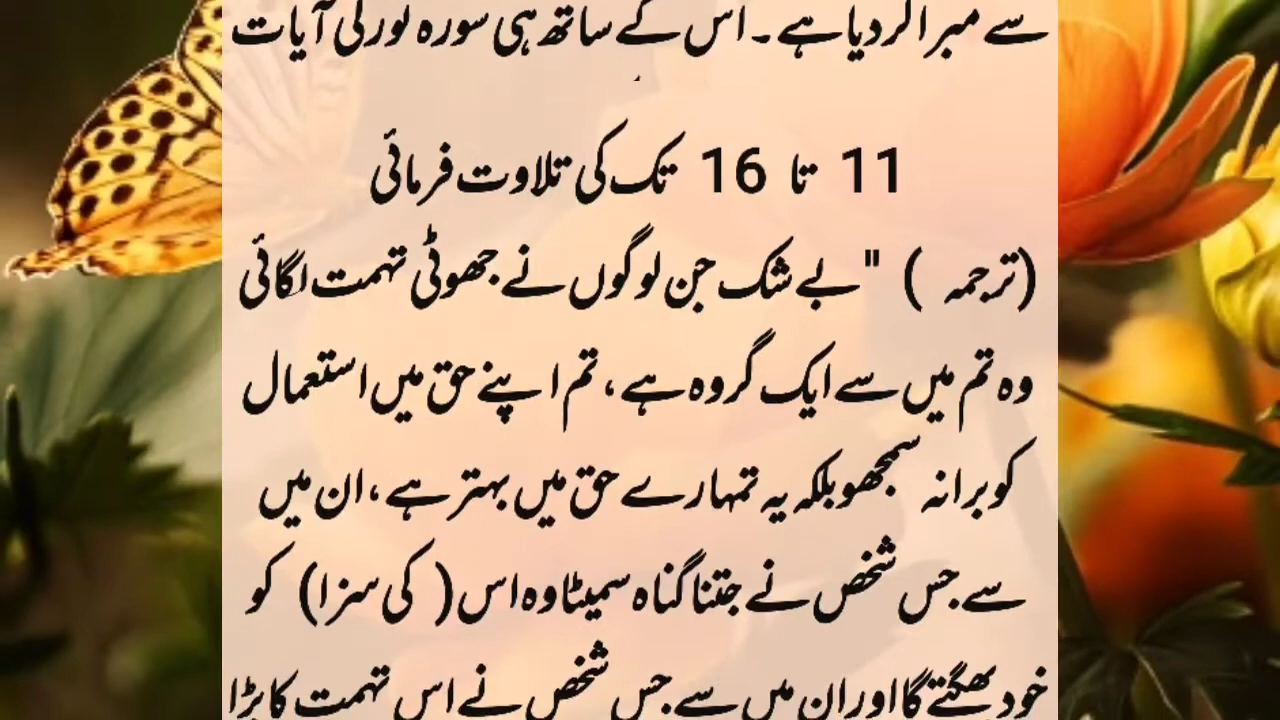 سے مبرا کردیا ہے ۔ اس کے ساتھ ہی سورہ نور کی آیات
11 تا 16 تک کی تلاوت فرمائی
(ترجمہ ) "بے شک جن لوگوں نے جھوٹی تہمت لگائی
وہ تم میں سے ایک گروہ ہے ، تم اپنے حق میں استعمال
کو برا نہ سمجھو بلکہ یہ تمہارے حق میں بہتر ہے ، ان میں
سے جس شخص نے جتنا گناہ سمیٹا وہ اس ( کی سزا) کو
خود بھگتے گا اور ان میں سے جس شخص نے اس تہمت کا بڑا